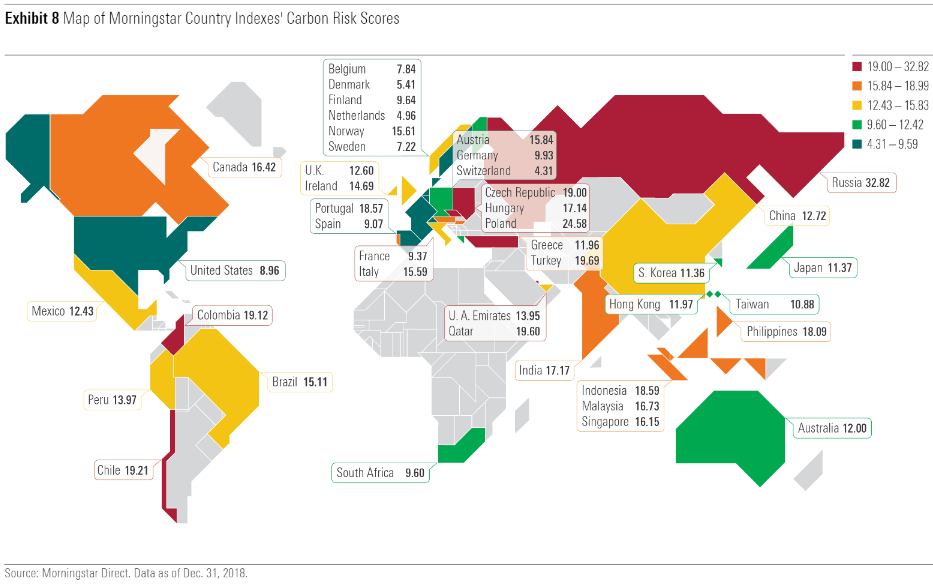 Exhibit 8 Map of Morningstar Country Indexes' Carbon Risk Scores
19.00 – 32.82
15.84 – 18.99
12.43 – 15.83
9.60 – 12.42
4.31 – 9.59
Belgium 7.84
Denmark 5.41
Finland 9.64
Netherlands 4.96
Norway 15.61
Sweden 7.22
Austria 15.84
Germany 9.93
Switzerland 4.31
Canada 16.42
U.K. 12.60
Ireland 14.69
Russia 32.82
Czech Republic 19.00
Hungary 17.14
Poland 24.58
Portugal 18.57
Spain 9.07
China 12.72
Greece 11.96
Turkey 19.69
France 9.37
Italy 15.59
United States 8.96
S. Korea 11.36
Japan 11.37
Mexico 12.43
Colombia 19.12
U. A. Emirates 13.95
Qatar 19.60
Hong Kong 11.97
Taiwan 10.88
Philippines 18.09
India 17.17
Brazil 15.11
Peru 13.97
Indonesia 18.59
Malaysia 16.73
Singapore 16.15
Australia 12.00
Chile 19.21
South Africa 9.60
Source: Morningstar Direct. Data as of Dec. 31, 2018.